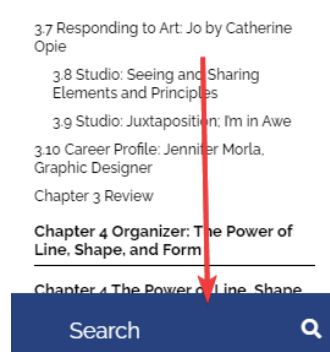 3.7 Responding to Art: Jo by Catherine
Opie
3.8 Studio: Seeing and Sharing
Elements and Principles
3.9 Studio: Juxtaposition; I'm in Awe
3.10 Career Profile: Jennifer Morla,
Graphic Designer
Chapter 3 Review
Chapter 4 Organizer: The Power of
Line, Shape, and Form
Chapter 4 The Power of Line, Shape
Search